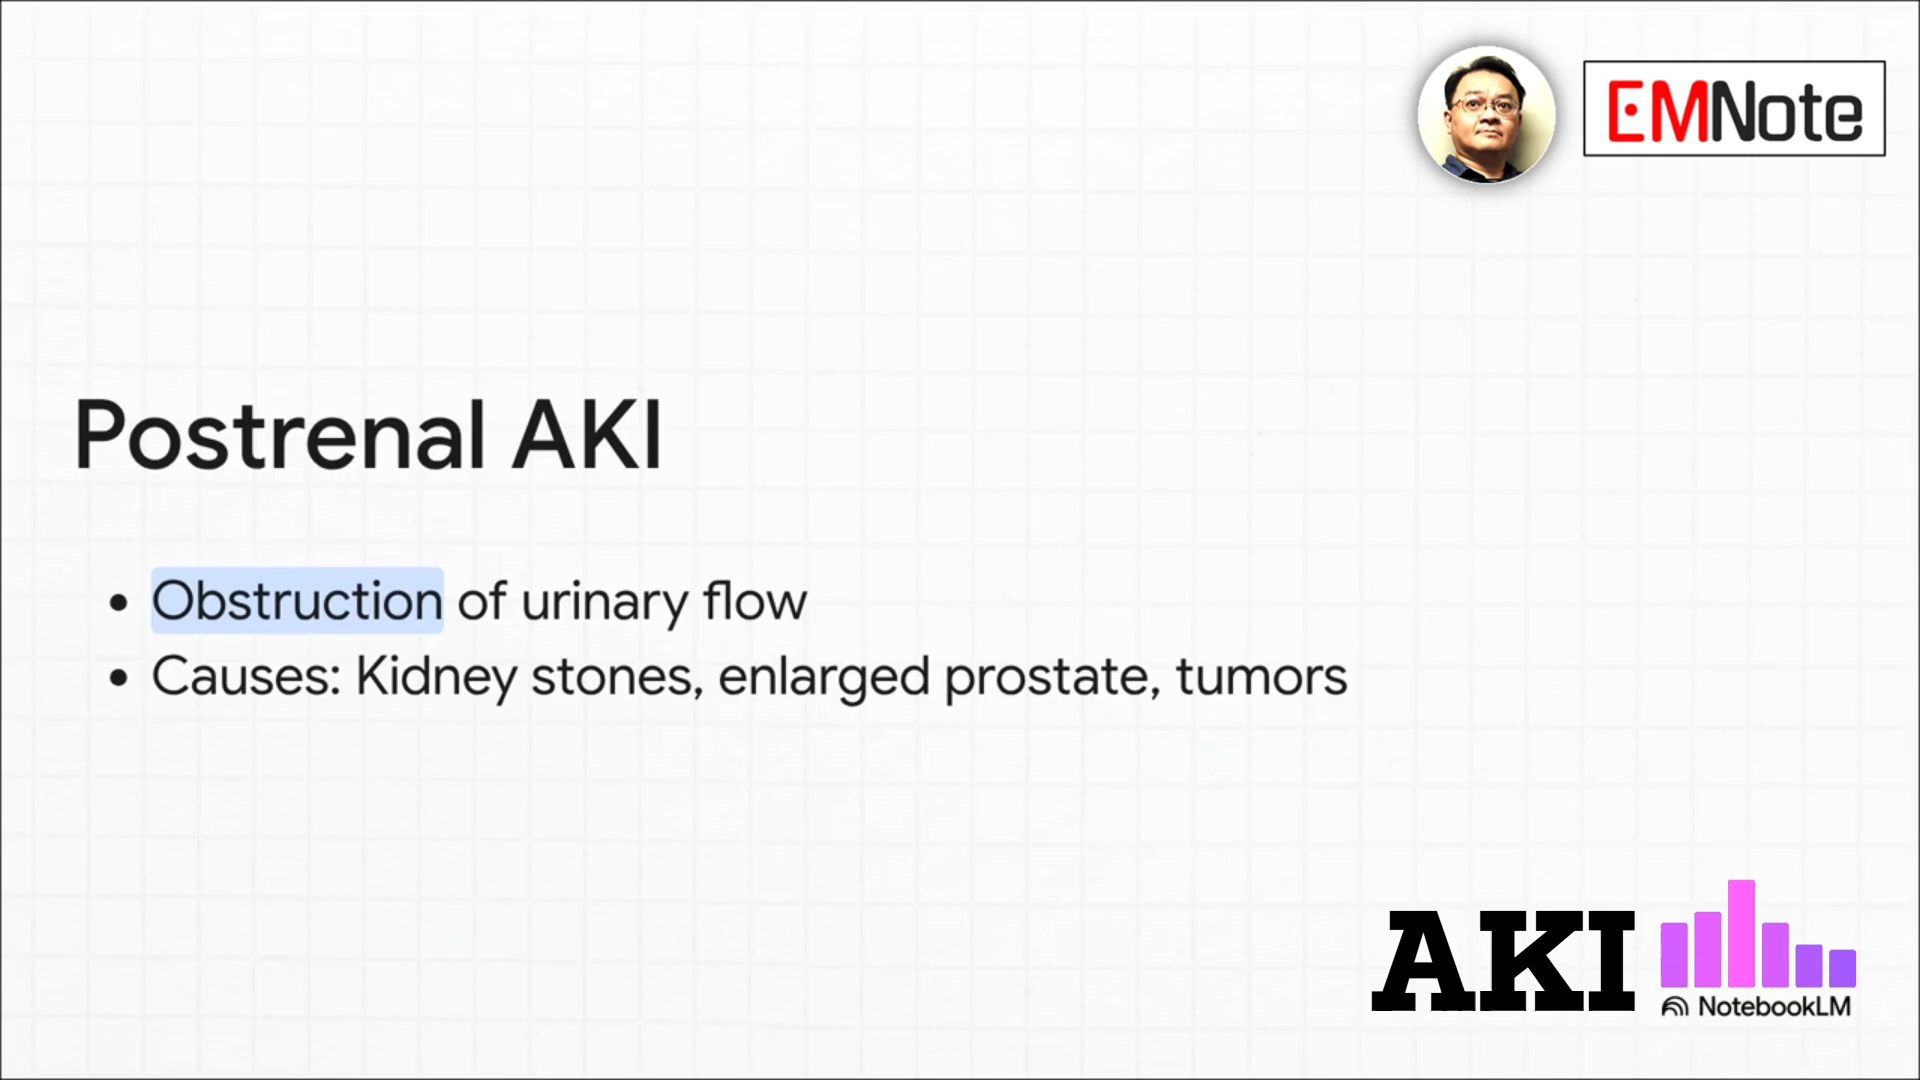 EMNote
Postrenal AKI
• Obstruction of urinary flow
• Causes: Kidney stones, enlarged prostate, tumors
AKI
NotebookLM